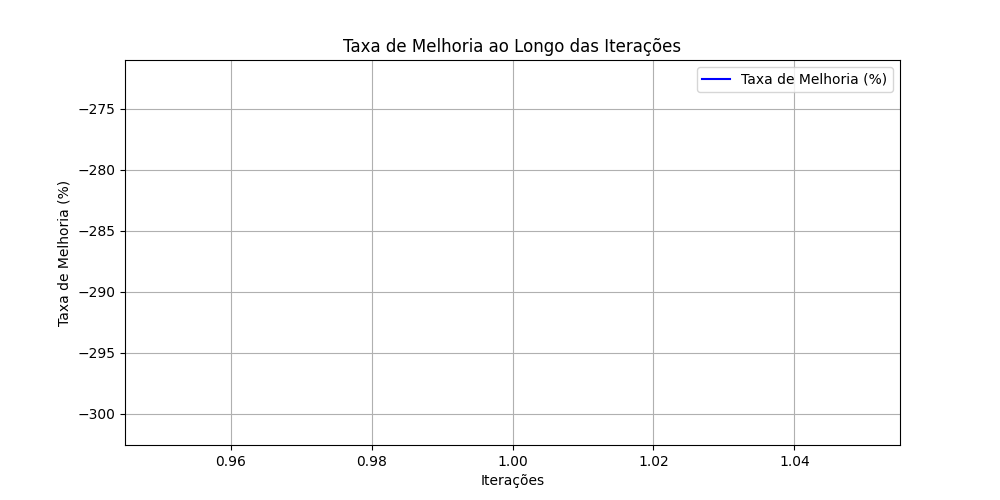 Taxa de Melhoria ao Longo das Iterações
Taxa de Melhoria (%)
−275
−280
−285
−290
−295
−300
Taxa de Melhoria (%)
0.96
0.98
1.00
1.02
1.04
Iterações